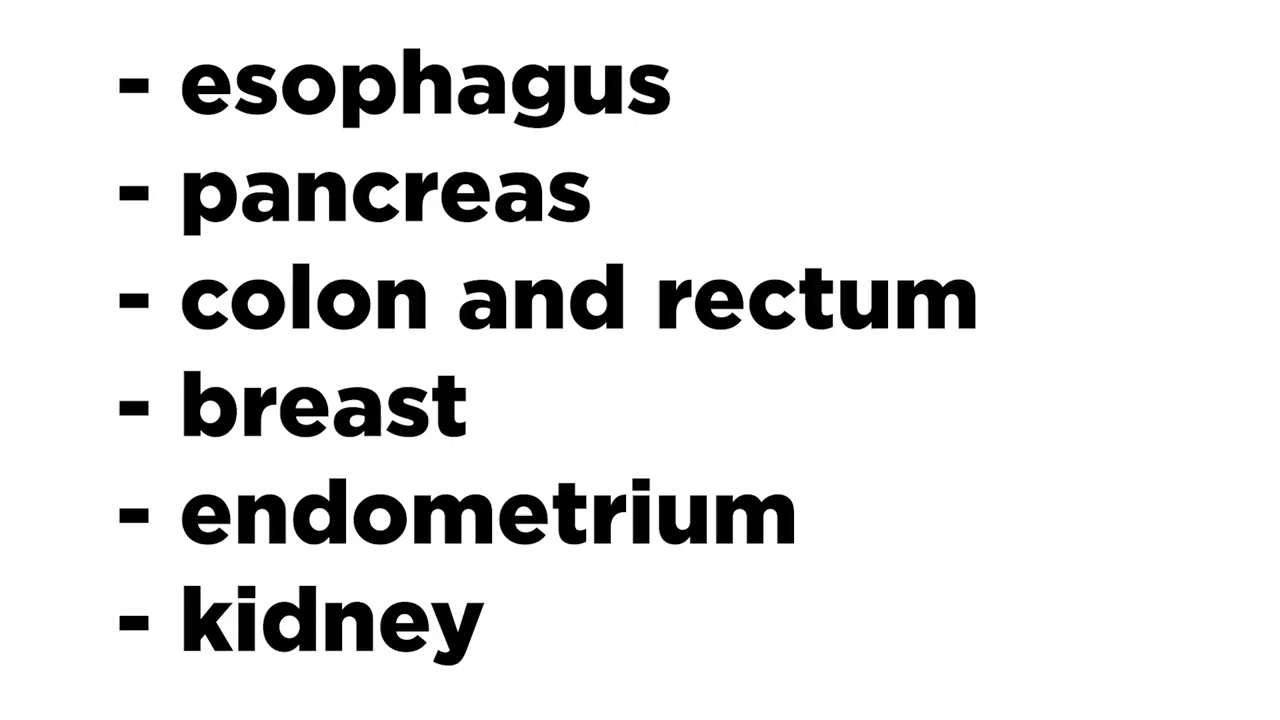 - esophagus
- pancreas
- colon and rectum
- breast
- endometrium
- kidney